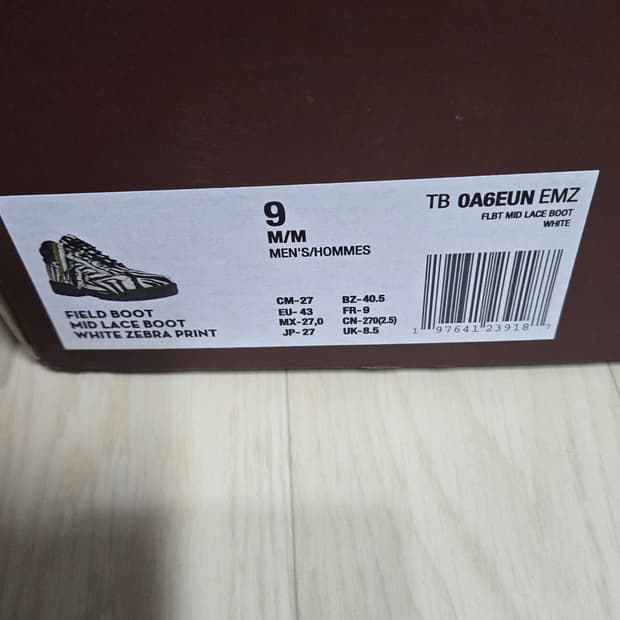 9
M/M
MEN'S/HOMMES
TB 0A6EUN EMZ
FLBT MID LACE BOOT
WHITE
FIELD BOOT
MID LACE BOOT
WHITE ZEBRA PRINT
CM-27 BZ-40.5
EU- 43 FR-9
MX-27,0 CN-270(2.5)
JP-27 UK-8.5
1 97641 23918 7